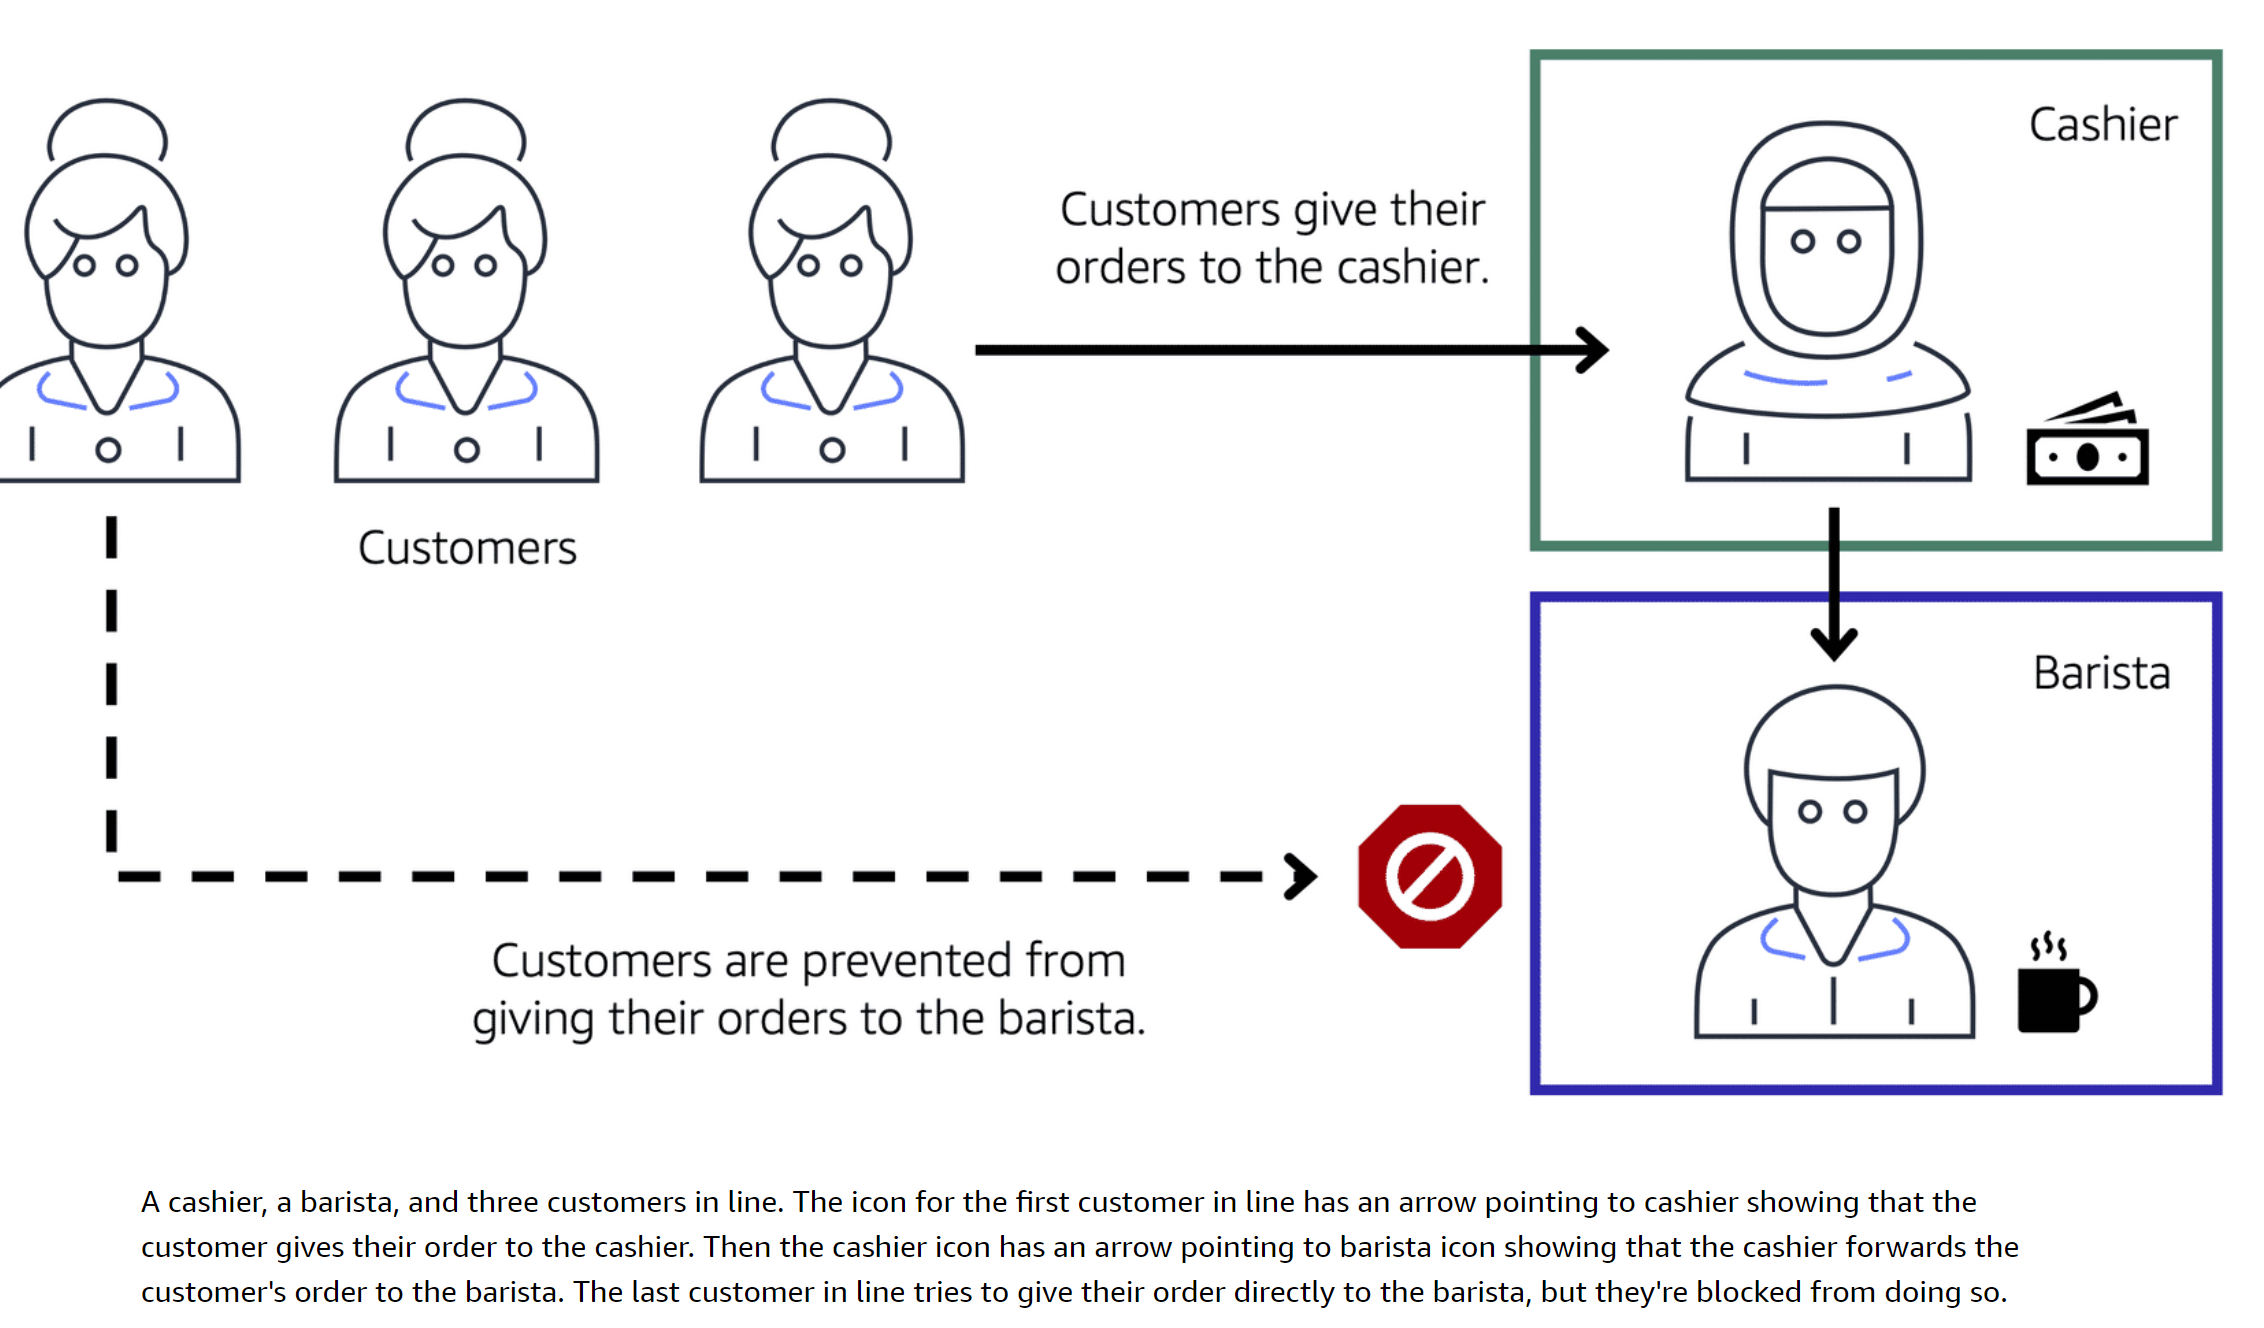 Cashier
Customers give their
orders to the cashier.
Customers
Barista
Customers are prevented from
giving their orders to the barista.
A cashier, a barista, and three customers in line. The icon for the first customer in line has an arrow pointing to cashier showing that the
customer gives their order to the cashier. Then the cashier icon has an arrow pointing to barista icon showing that the cashier forwards the
customer's order to the barista. The last customer in line tries to give their order directly to the barista, but they're blocked from doing so.